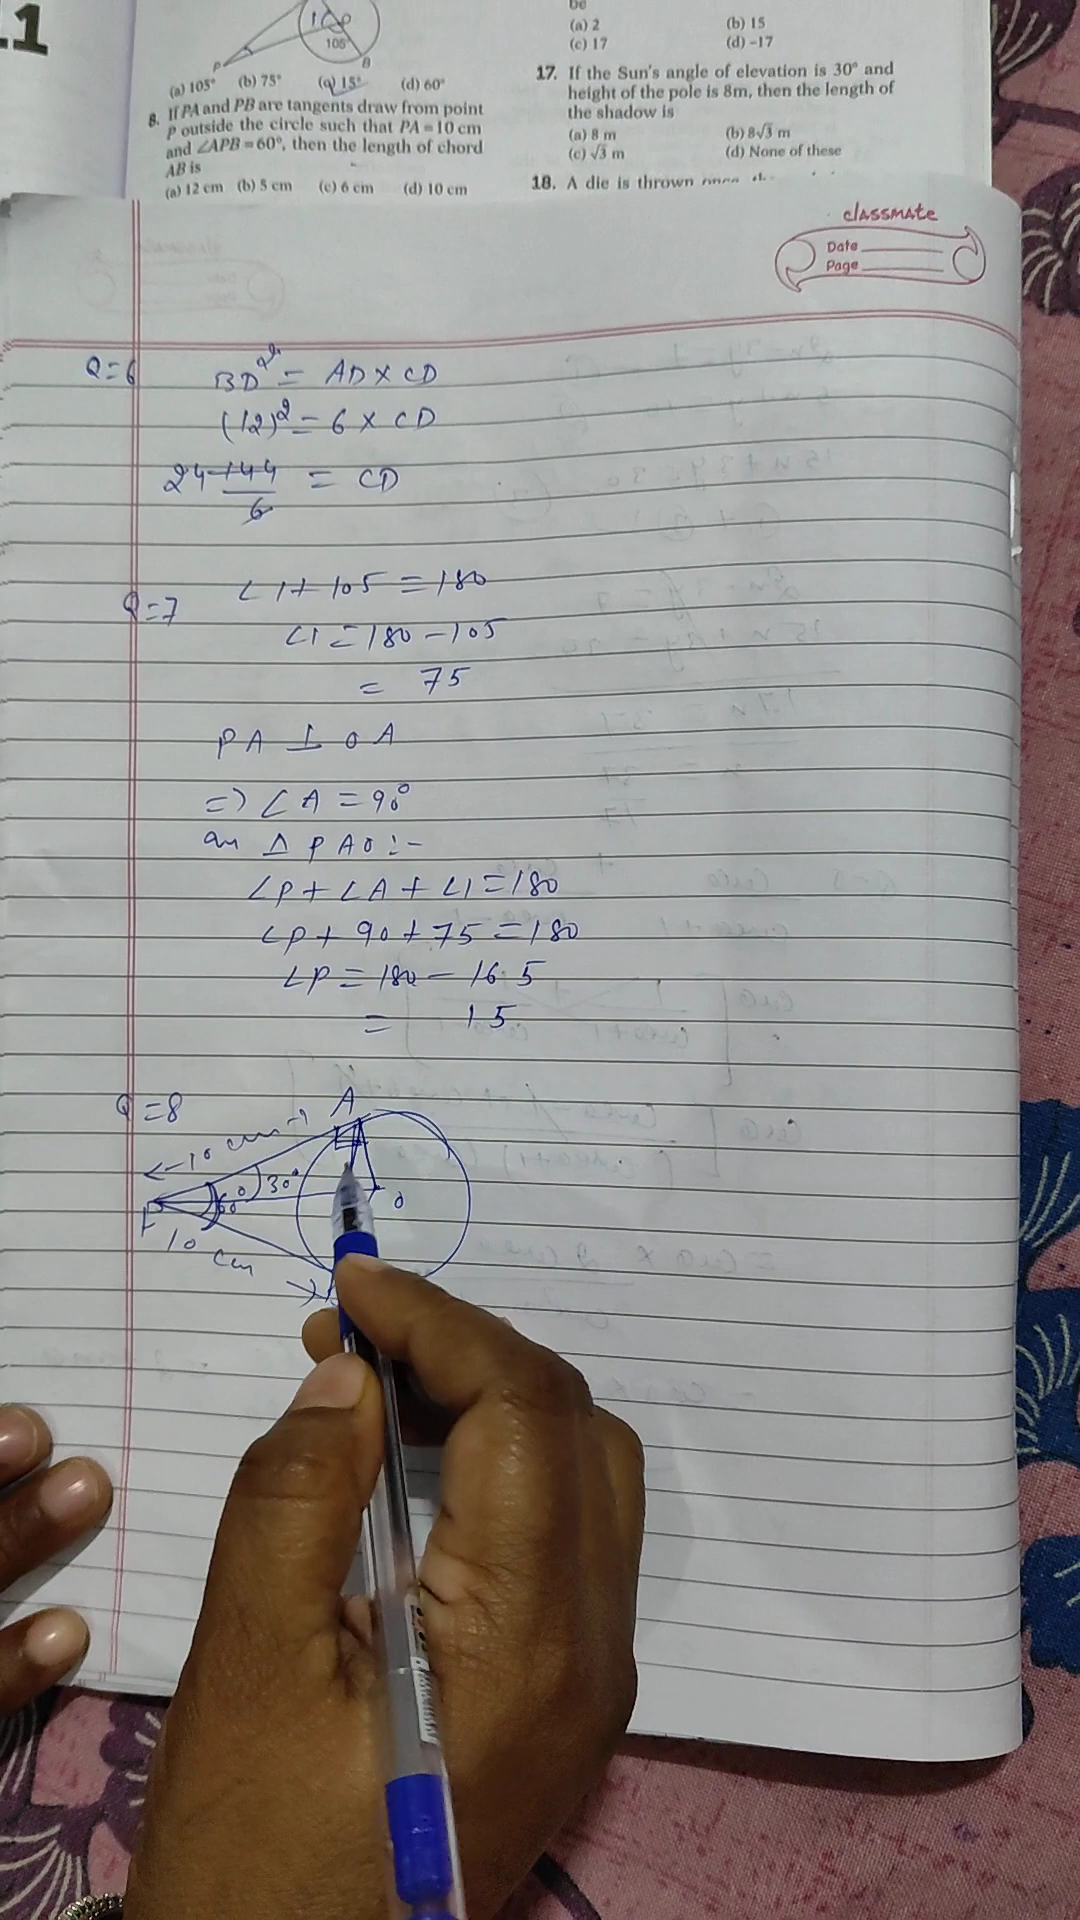 .1
105°
P
B
(a) 105° (b) 75° (c) 15° (d) 60°
8. If PA and PB are tangents draw from point
P outside the circle such that PA = 10 cm
and ∠APB = 60°, then the length of chord
AB is
(a) 12 cm (b) 5 cm (c) 6 cm (d) 10 cm
be
(a) 2 (b) 15
(c) 17 (d) –17
17. If the Sun's angle of elevation is 30° and
height of the pole is 8m, then the length of
the shadow is
(a) 8 m (b) 8√3 m
(c) √3 m (d) None of these
18. A die is thrown once
classmate
Date
Page
Q=6 BD² = AD × CD
(12)² = 6 × CD
24 144/6 = CD
Q=7 ∠1 + 105 = 180
∠1 = 180 – 105
= 75
PA ⊥ OA
=> ∠A = 90°
In Δ PAO :-
∠P + ∠A + ∠1 = 180
∠P + 90 + 75 = 180
∠P = 180 – 165
= 15
Q=8 A
10 cm
30°
60°
P
O
10 cm